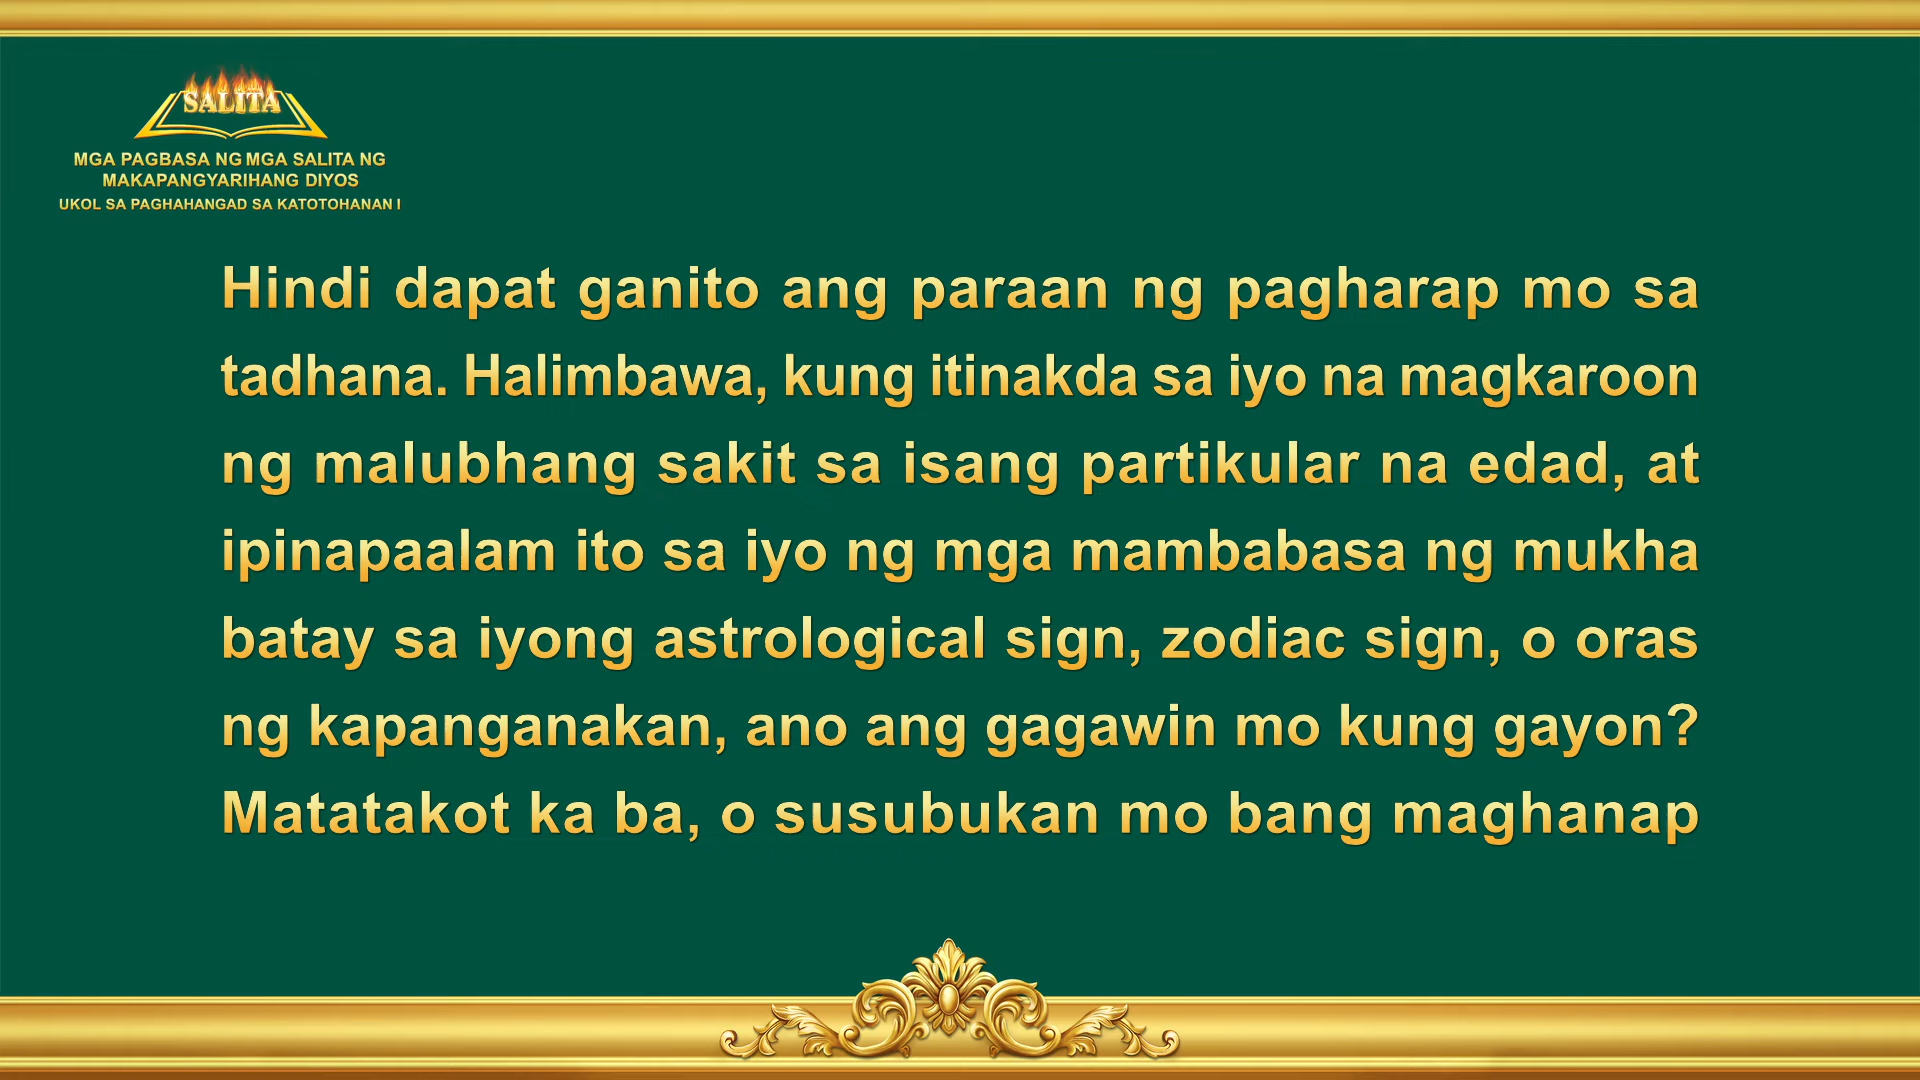 SALITA
MGA PAGBASA NG MGA SALITA NG
MAKAPANGYARIHANG DIYOS
UKOL SA PAGHAHANGAD SA KATOTOHANAN I
Hindi dapat ganito ang paraan ng pagharap mo sa
tadhana. Halimbawa, kung itinakda sa iyo na magkaroon
ng malubhang sakit sa isang partikular na edad, at
ipinapaalam ito sa iyo ng mga mambabasa ng mukha
batay sa iyong astrological sign, zodiac sign, o oras
ng kapanganakan, ano ang gagawin mo kung gayon?
Matatakot ka ba, o susubukan mo bang maghanap